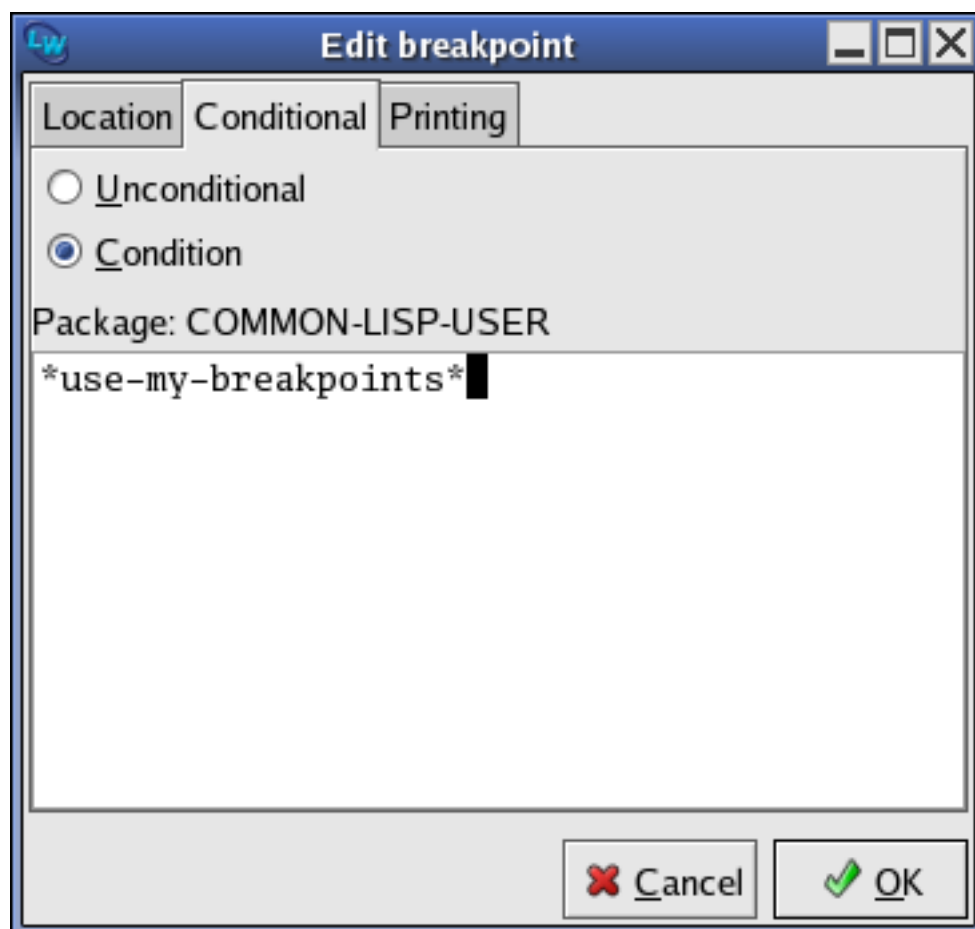 LW Edit breakpoint
Location Conditional Printing
Unconditional
Condition
Package: COMMON-LISP-USER
*use-my-breakpoints*
Cancel OK